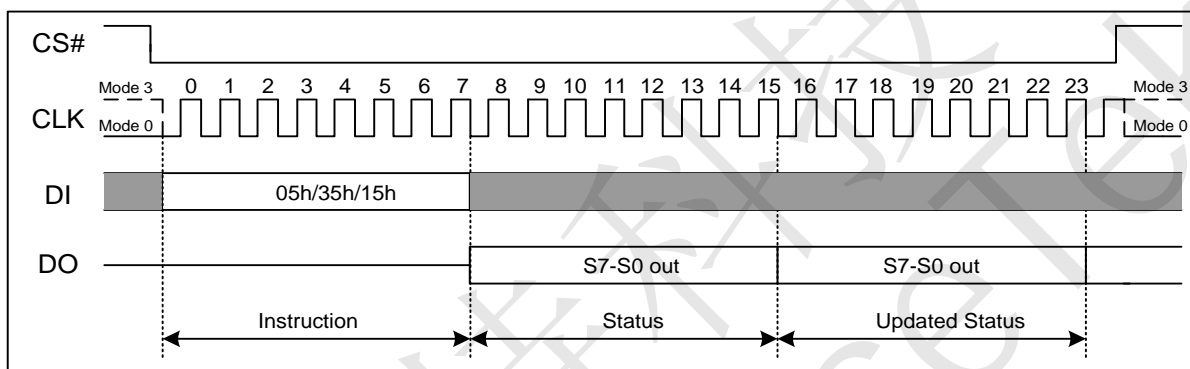 CS#
Mode 3 0 1 2 3 4 5 6 7 8 9 10 11 12 13 14 15 16 17 18 19 20 21 22 23 Mode 3
CLK
Mode 0 Mode 0
DI 05h/35h/15h
DO S7-S0 out S7-S0 out
Instruction Status Updated Status